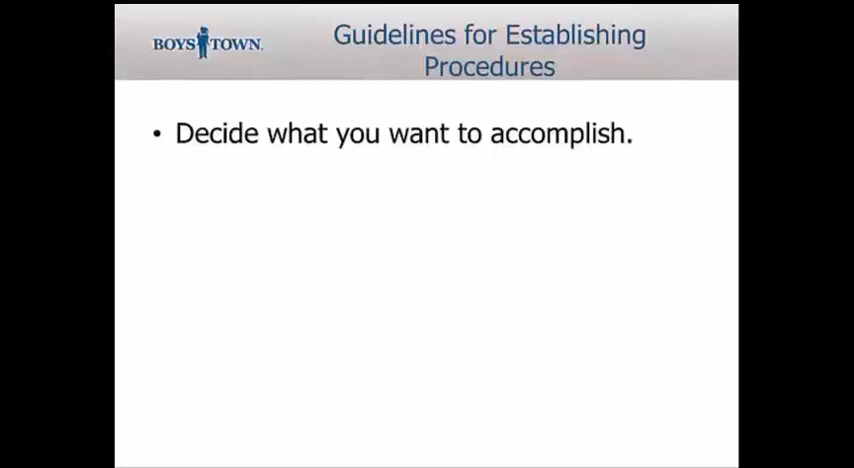 BOYS TOWN.
Guidelines for Establishing
Procedures
• Decide what you want to accomplish.